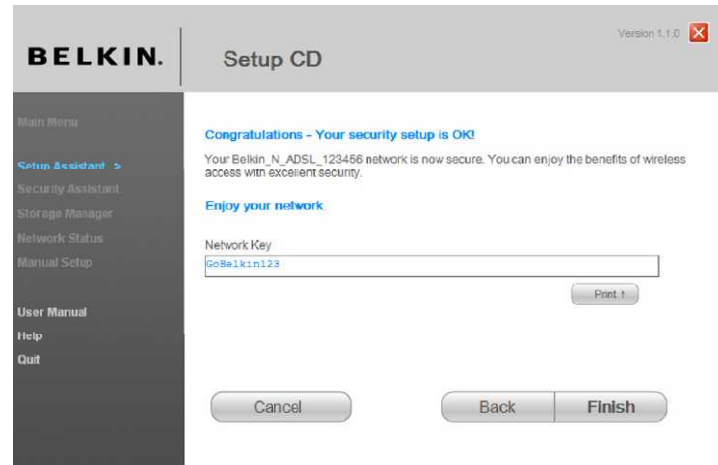 Version 1.1.0
BELKIN.
Setup CD
Main Menu
Setup Assistant >
Security Assistant
Storage Manager
Network Status
Manual Setup
User Manual
Help
Quit
Congratulations - Your security setup is OK!
Your Belkin_N_ADSL_123456 network is now secure. You can enjoy the benefits of wireless
access with excellent security.
Enjoy your network.
Network Key
GoBelkin123
Print ↑
Cancel
Back
Finish